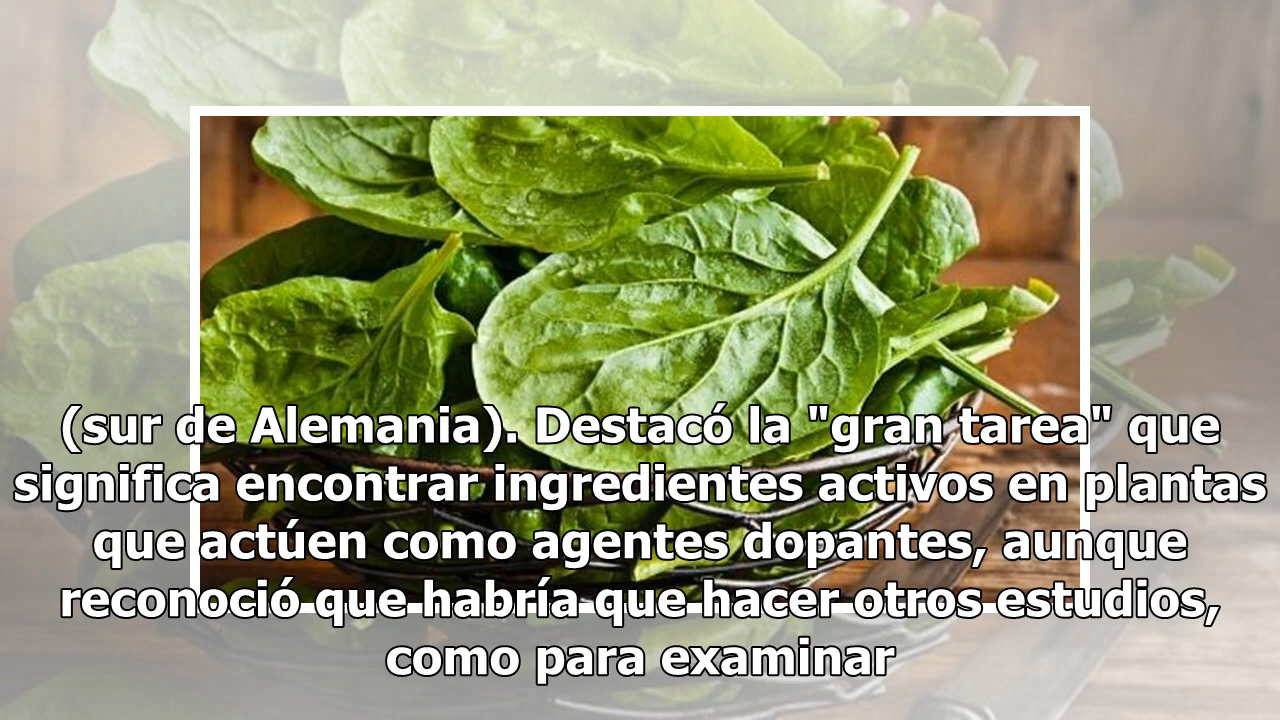 (sur de Alemania). Destacó la "gran tarea" que
significa encontrar ingredientes activos en plantas
que actúen como agentes dopantes, aunque
reconoció que habría que hacer otros estudios,
como para examinar